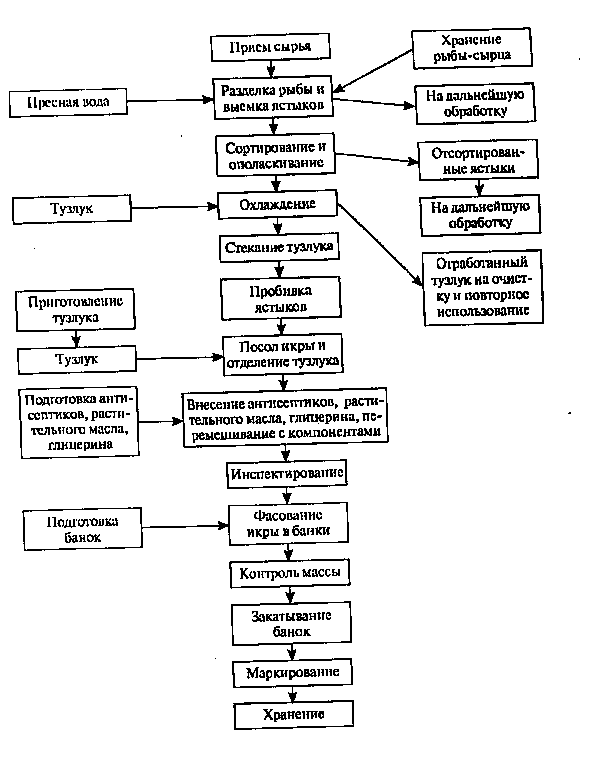 Прием сырья
Хранение
рыбы-сырца
Пресная вода
Разделка рыбы и
выемка ястыков
На дальнейшую
обработку
Сортирование и
ополаскивание
Отсортирован-
ные ястыки
Тузлук
Охлаждение
На дальнейшую
обработку
Стекание тузлука
Отработанный
тузлук на очист-
ку и повторное
использование
Пробивка
ястыков
Приготовление
тузлука
Тузлук
Посол икры и
отделение тузлука
Подготовка анти-
септиков, расти-
тельного масла,
глицерина
Внесение антисептиков, расти-
тельного масла, глицерина, пе-
ремешивание с компонентами
Инспектирование
Подготовка
банок
Фасование
икры в банки
Контроль массы
Закатывание
банок
Маркирование
Хранение